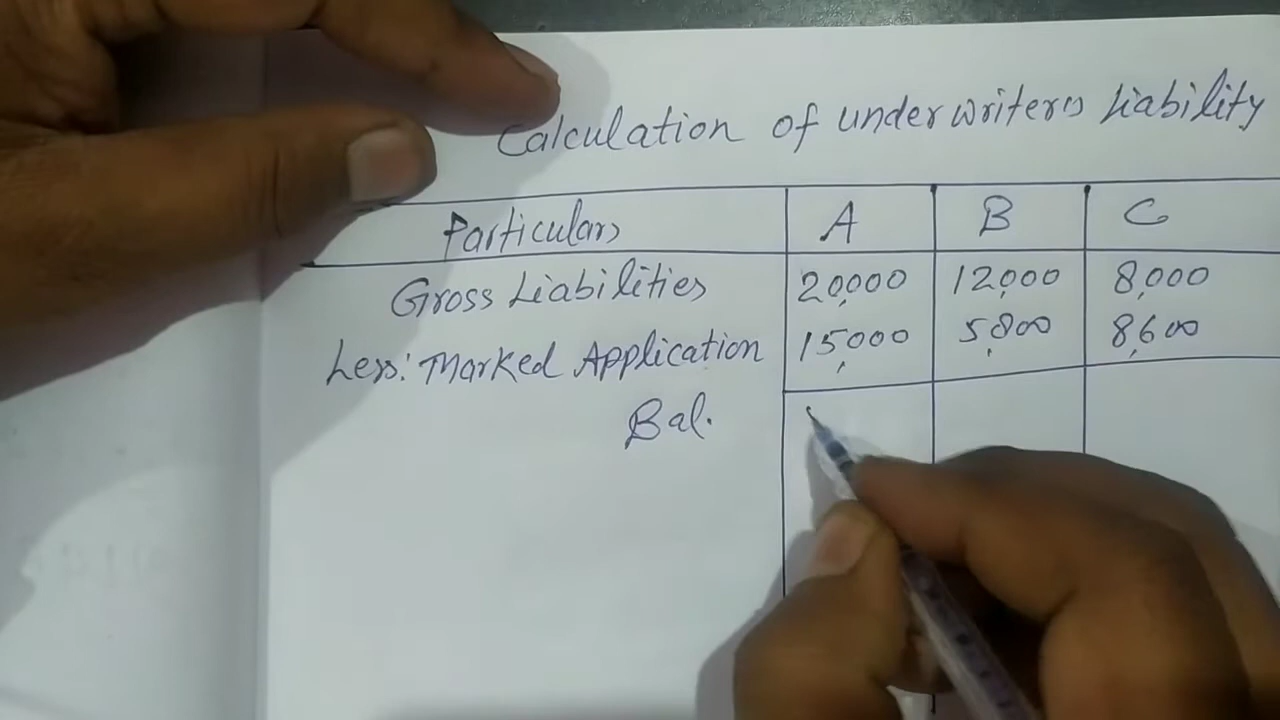 Calculation of underwriters Liability
Particulars A B C
Gross Liabilities 20,000 12,000 8,000
Less: Marked Application 15,000 5,800 8,600
Bal.